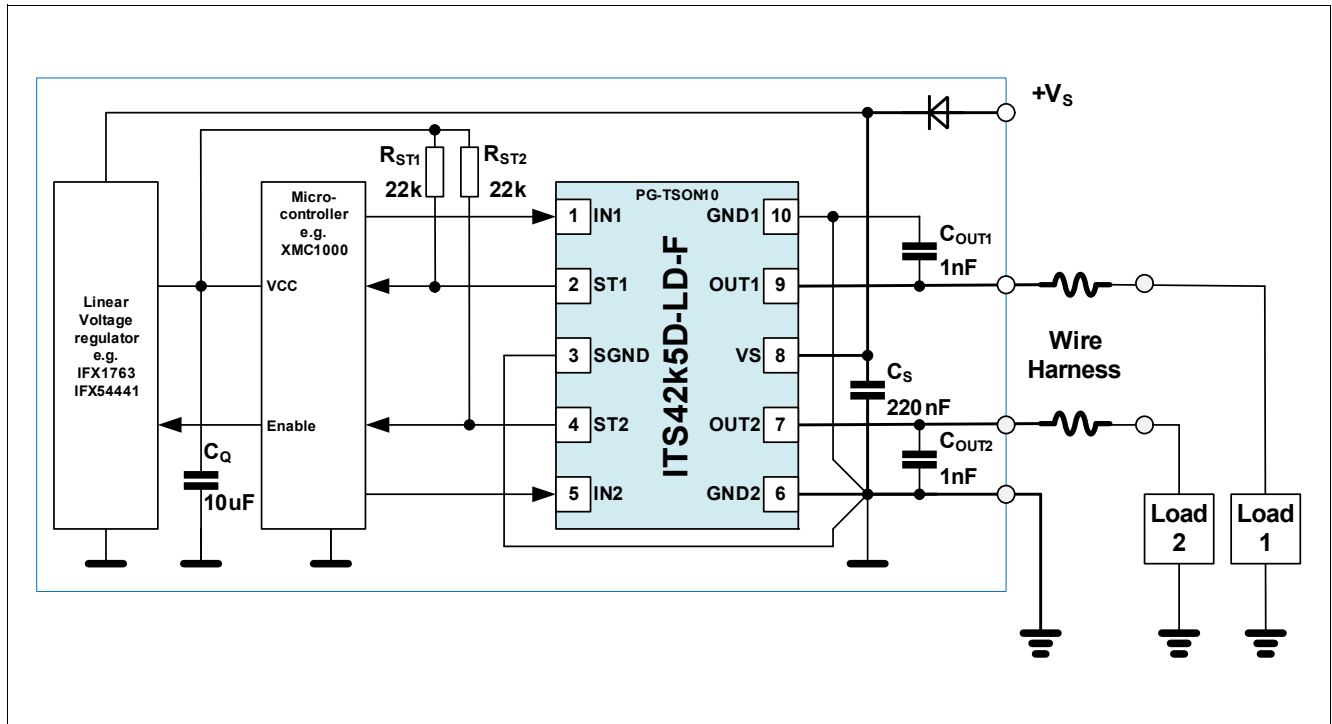 +VS
RST1
22k
RST2
22k
Linear
Voltage
regulator
e.g.
IFX1763
IFX54441
CQ
10uF
Micro-
controller
e.g.
XMC1000
VCC
Enable
PG-TSON10
ITS42k5D-LD-F
1 IN1
2 ST1
3 SGND
4 ST2
5 IN2
GND1 10
OUT1 9
VS 8
OUT2 7
GND2 6
COUT1
1nF
CS
220nF
COUT2
1nF
Wire
Harness
Load
2
Load
1